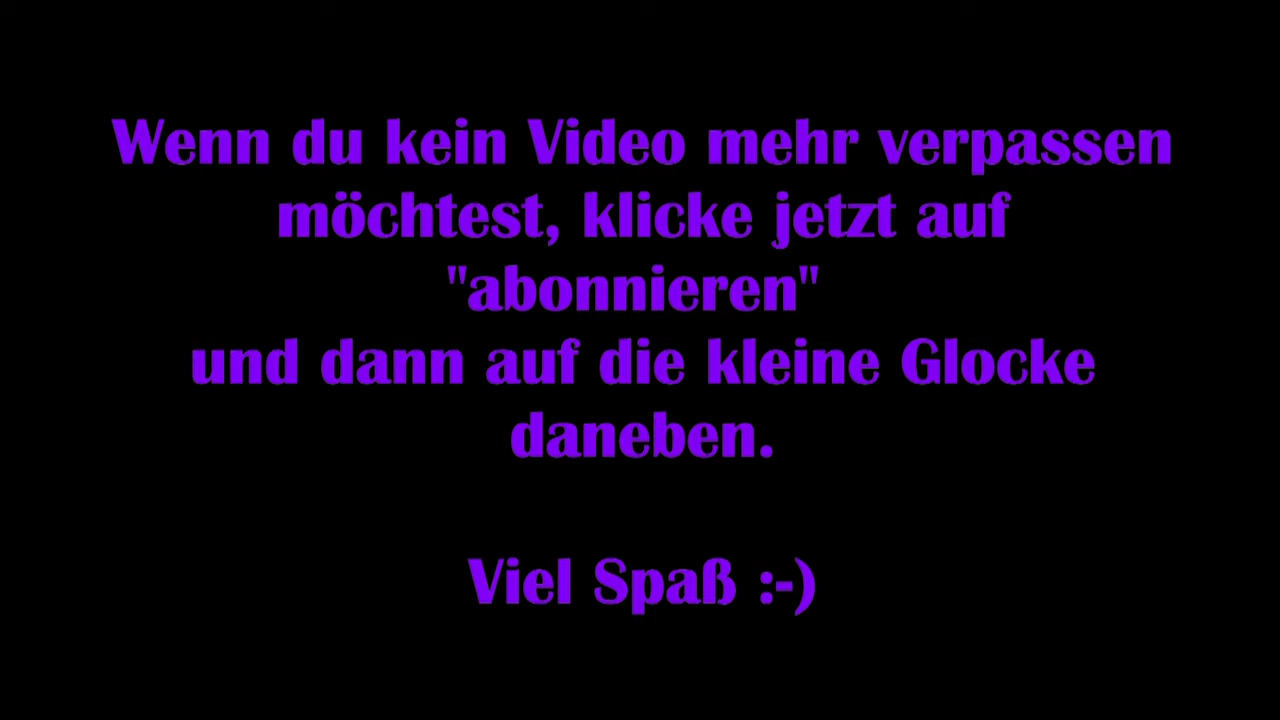 Wenn du kein Video mehr verpassen
möchtest, klicke jetzt auf
"abonnieren"
und dann auf die kleine Glocke
daneben.
Viel Spaß :-)